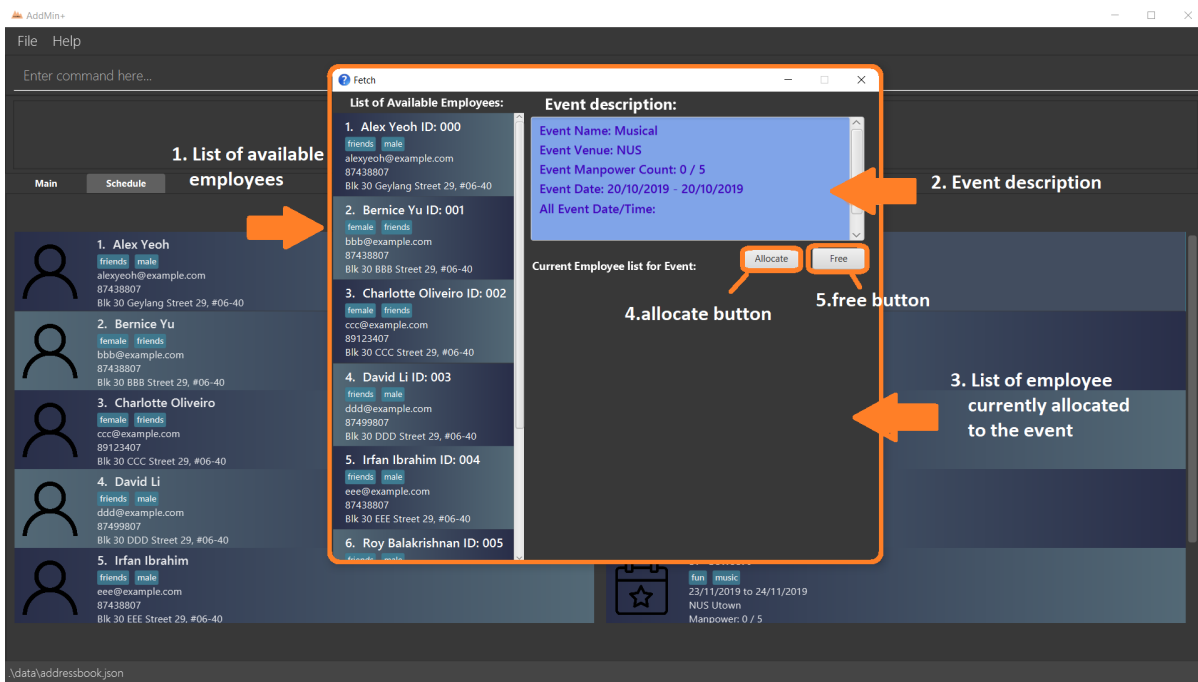 AddMin+
File Help
Enter command here...
Main
Schedule
1. Alex Yeoh
friends male
alexyeoh@example.com
87438807
Blk 30 Geylang Street 29, #06-40
2. Bernice Yu
female friends
bbb@example.com
87438807
Blk 30 BBB Street 29, #06-40
3. Charlotte Oliveiro
female friends
ccc@example.com
89123407
Blk 30 CCC Street 29, #06-40
4. David Li
friends male
ddd@example.com
87499807
Blk 30 DDD Street 29, #06-40
5. Irfan Ibrahim
friends male
eee@example.com
87438807
Blk 30 EEE Street 29, #06-40
1. List of available
employees
Fetch
List of Available Employees:
1. Alex Yeoh ID: 000
friends male
alexyeoh@example.com
87438807
Blk 30 Geylang Street 29, #06-40
2. Bernice Yu ID: 001
female friends
bbb@example.com
87438807
Blk 30 BBB Street 29, #06-40
3. Charlotte Oliveiro ID: 002
female friends
ccc@example.com
89123407
Blk 30 CCC Street 29, #06-40
4. David Li ID: 003
friends male
ddd@example.com
87499807
Blk 30 DDD Street 29, #06-40
5. Irfan Ibrahim ID: 004
friends male
eee@example.com
87438807
Blk 30 EEE Street 29, #06-40
6. Roy Balakrishnan ID: 005
friends male
Event description:
Event Name: Musical
Event Venue: NUS
Event Manpower Count: 0 / 5
Event Date: 20/10/2019 - 20/10/2019
All Event Date/Time:
Current Employee list for Event:
Allocate
Free
4.allocate button
5.free button
2. Event description
3. List of employee
currently allocated
to the event
fun music
23/11/2019 to 24/11/2019
NUS Utown
Manpower: 0 / 5
.\data\addressbook.json